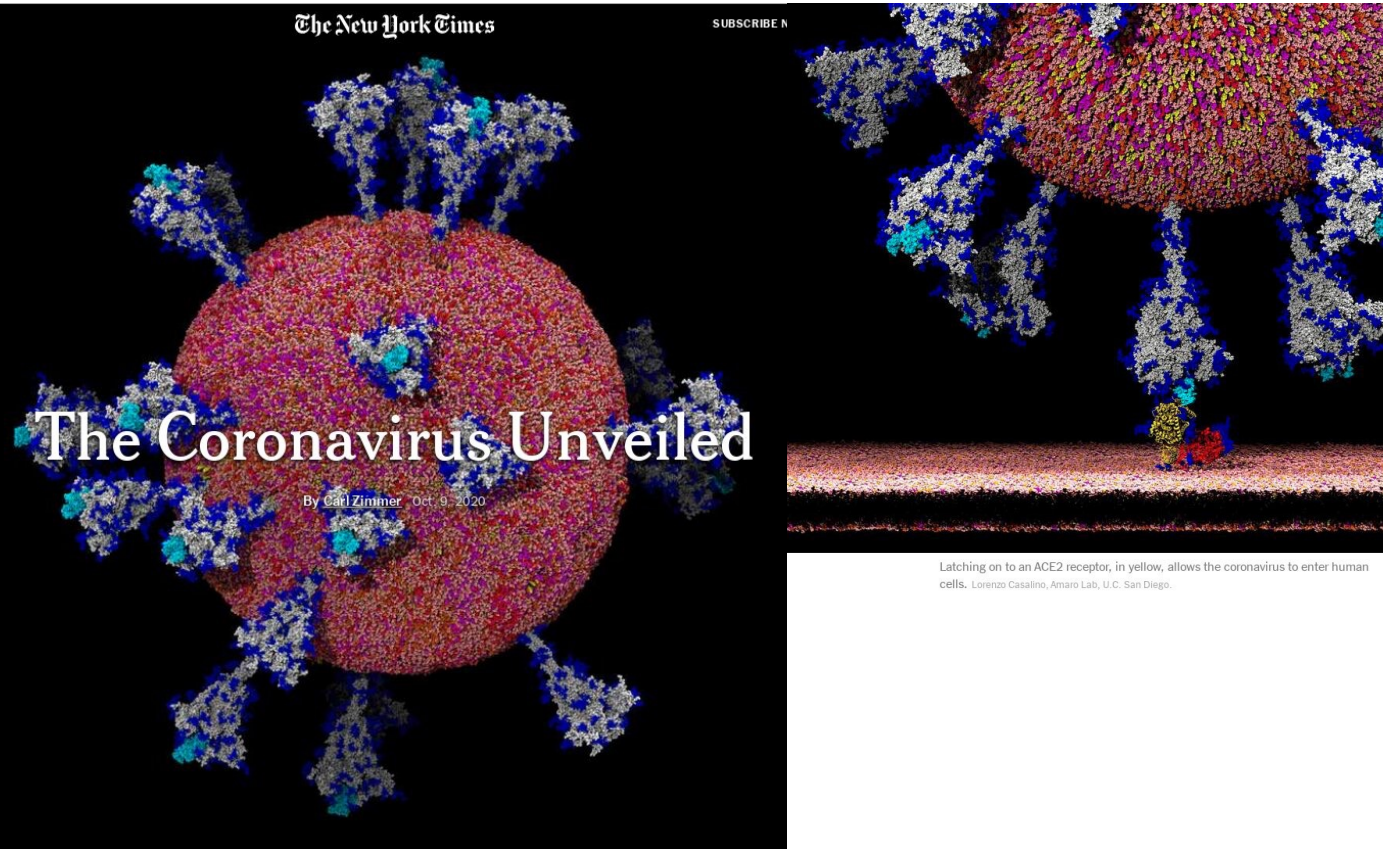 The New York Times
SUBSCRIBE N
The Coronavirus Unveiled
By Carl Zimmer Oct. 9, 2020
Latching on to an ACE2 receptor, in yellow, allows the coronavirus to enter human
cells. Lorenzo Casalino, Amaro Lab, U.C. San Diego.